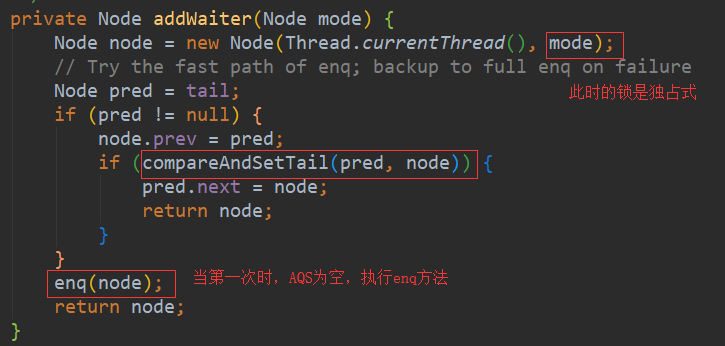 private Node addWaiter(Node mode) {
    Node node = new Node(Thread.currentThread(), mode);
    // Try the fast path of enq; backup to full enq on failure
    Node pred = tail;
此时的锁是独占式
    if (pred != null) {
        node.prev = pred;
        if (compareAndSetTail(pred, node)) {
            pred.next = node;
            return node;
        }
    }
    enq(node);
当第一次时，AQS为空，执行enq方法
    return node;
}